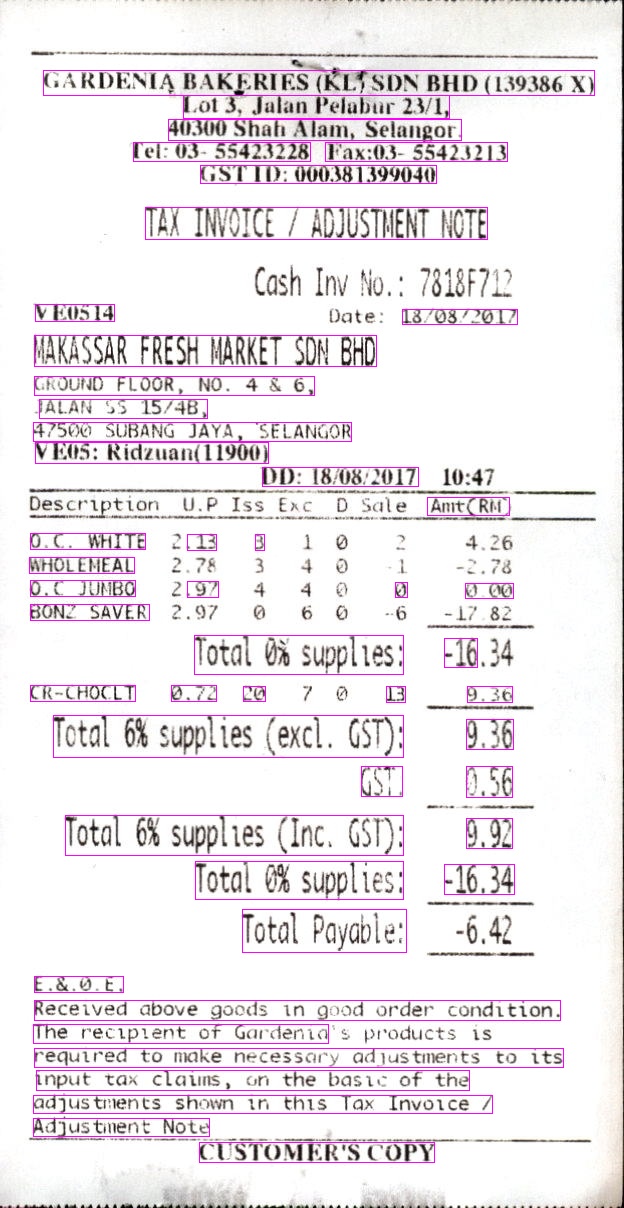 GARDENIA BAKERIES (KL) SDN BHD (139386 X)
Lot 3, Jalan Pelabur 23/1,
40300 Shah Alam, Selangor.
Tel: 03- 55423228 Fax:03- 55423213
GST ID: 000381399040
TAX INVOICE / ADJUSTMENT NOTE
Cash Inv No.: 7818F712
VE0514 Date: 18/08/2017
MAKASSAR FRESH MARKET SDN BHD
GROUND FLOOR, NO. 4 & 6,
JALAN SS 15/4B,
47500 SUBANG JAYA, SELANGOR
VE05: Ridzuan(11900)
DD: 18/08/2017 10:47
Description U.P Iss Exc D Sale Amt(RM)
O.C. WHITE 2.13 3 1 0 2 4.26
WHOLEMEAL 2.78 3 4 0 -1 -2.78
O.C JUMBO 2.97 4 4 0 0 0.00
BONZ SAVER 2.97 0 6 0 -6 -17.82
Total 0% supplies: -16.34
CR-CHOCLT 0.72 20 7 0 13 9.36
Total 6% supplies (excl. GST): 9.36
GST: 0.56
Total 6% supplies (Inc. GST): 9.92
Total 0% supplies: -16.34
Total Payable: -6.42
E.&.O.E.
Received above goods in good order condition.
The recipient of Gardenia's products is
required to make necessary adjustments to its
input tax claims, on the basic of the
adjustments shown in this Tax Invoice /
Adjustment Note
CUSTOMER'S COPY